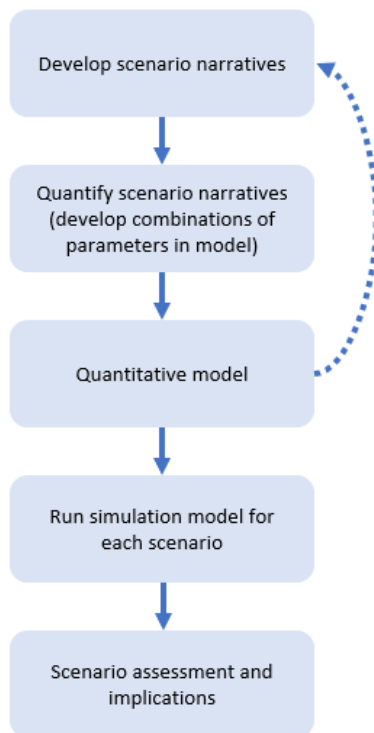 Develop scenario narratives
Quantify scenario narratives
(develop combinations of
parameters in model)
Quantitative model
Run simulation model for
each scenario
Scenario assessment and
implications